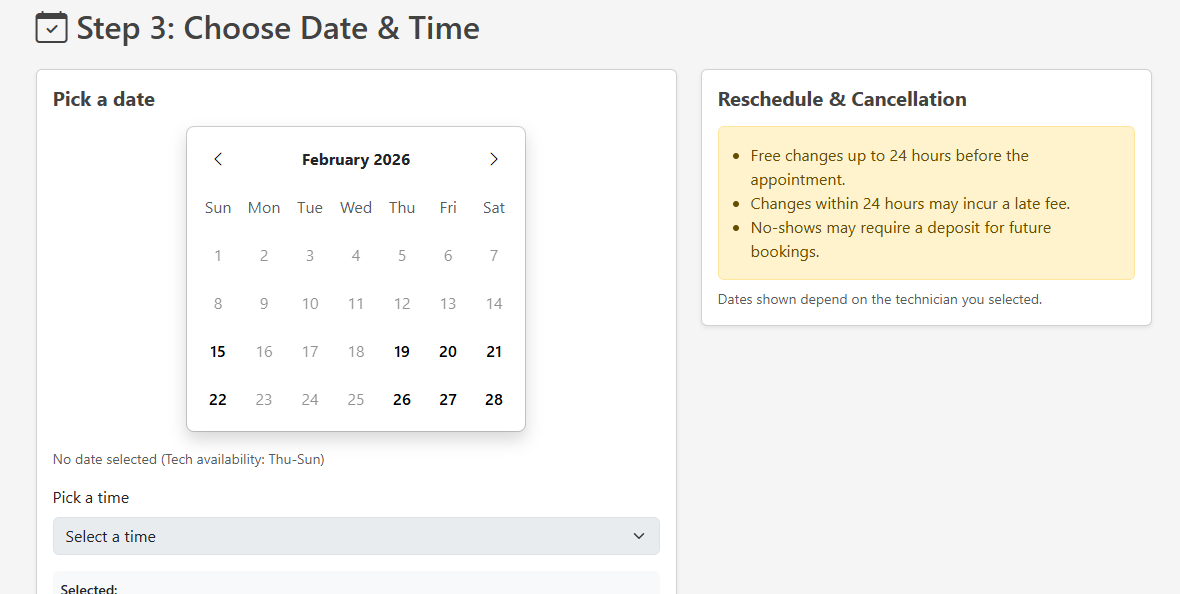 Step 3: Choose Date & Time
Pick a date
February 2026
Sun Mon Tue Wed Thu Fri Sat
1 2 3 4 5 6 7
8 9 10 11 12 13 14
15 16 17 18 19 20 21
22 23 24 25 26 27 28
No date selected (Tech availability: Thu-Sun)
Pick a time
Select a time
Selected:
Reschedule & Cancellation
Free changes up to 24 hours before the
appointment.
Changes within 24 hours may incur a late fee.
No-shows may require a deposit for future
bookings.
Dates shown depend on the technician you selected.